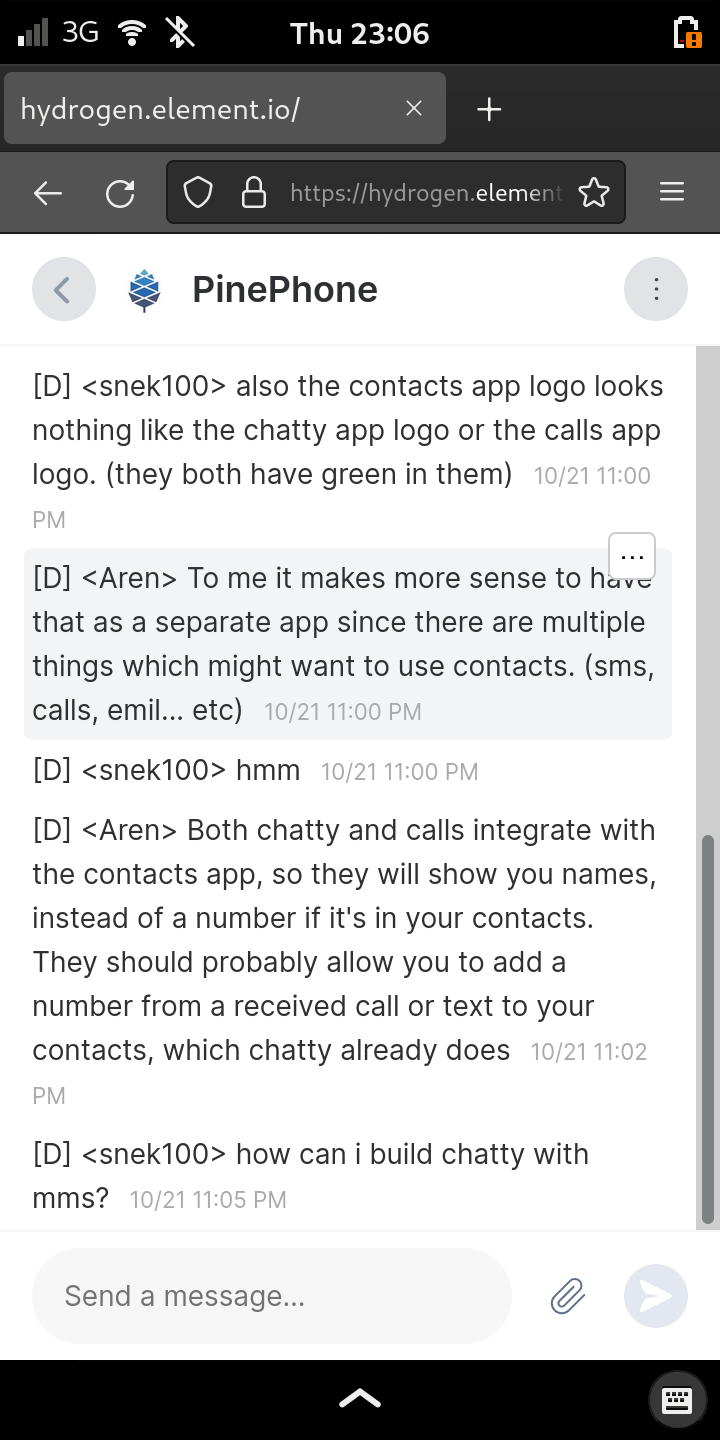 3G
Thu 23:06
hydrogen.element.io/
https://hydrogen.element
PinePhone
[D] <snek100> also the contacts app logo looks
nothing like the chatty app logo or the calls app
logo. (they both have green in them) 10/21 11:00
PM
[D] <Aren> To me it makes more sense to have
that as a separate app since there are multiple
things which might want to use contacts. (sms,
calls, emil... etc) 10/21 11:00 PM
[D] <snek100> hmm 10/21 11:00 PM
[D] <Aren> Both chatty and calls integrate with
the contacts app, so they will show you names,
instead of a number if it's in your contacts.
They should probably allow you to add a
number from a received call or text to your
contacts, which chatty already does 10/21 11:02
PM
[D] <snek100> how can i build chatty with
mms? 10/21 11:05 PM
Send a message...